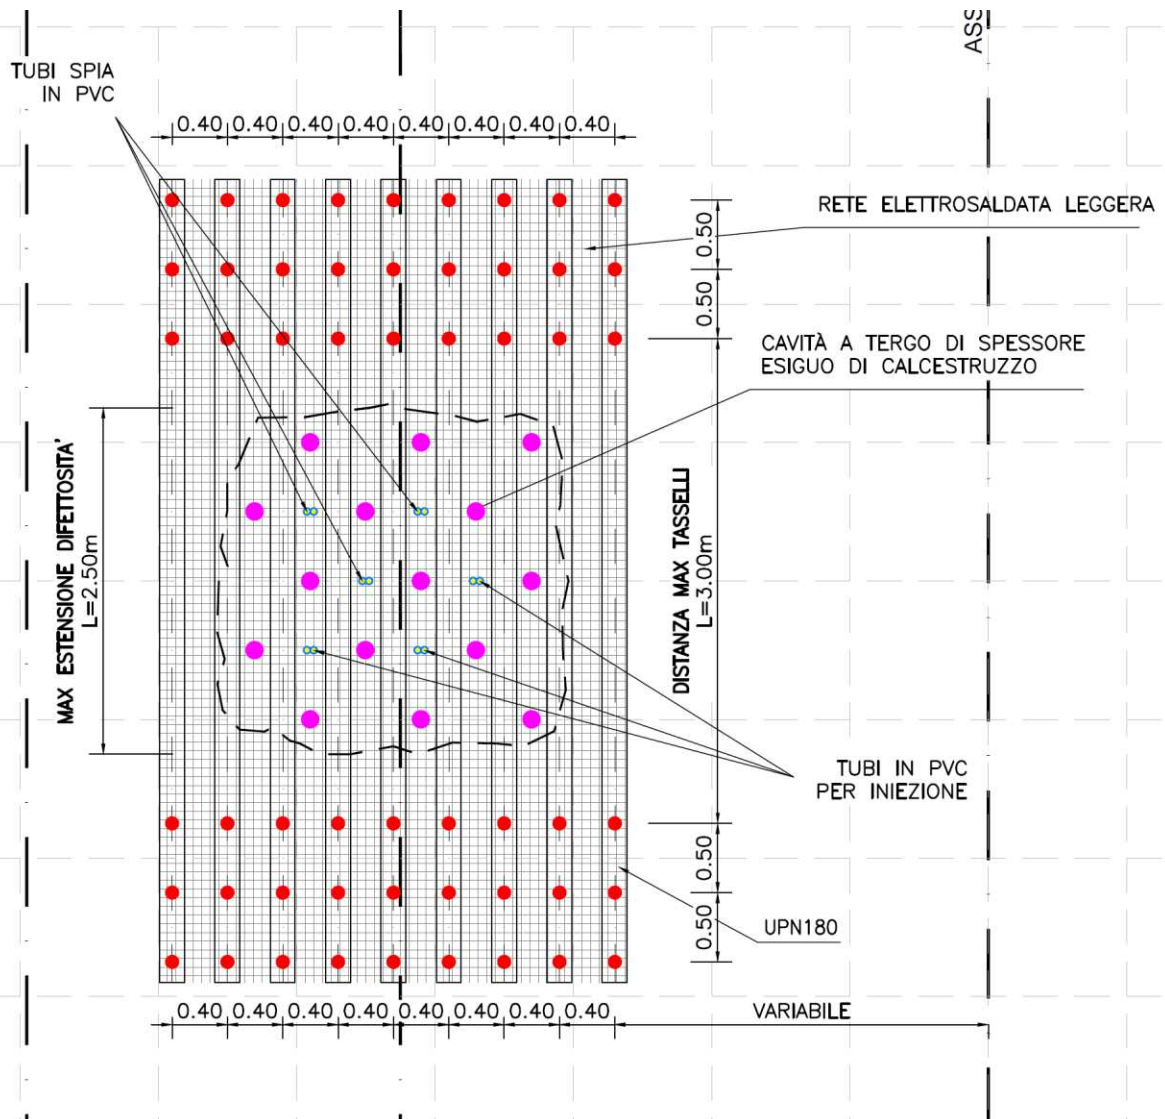 ASS
TUBI SPIA
IN PVC
0.40 0.40 0.40 0.40 0.40 0.40 0.40 0.40
RETE ELETTROSALDATA LEGGERA
0.50
0.50
CAVITÀ A TERGO DI SPESSORE
ESIGUO DI CALCESTRUZZO
MAX ESTENSIONE DIFETTOSITA'
L=2.50m
DISTANZA MAX TASSELLI
L=3.00m
TUBI IN PVC
PER INIEZIONE
0.50
0.50
UPN180
0.40 0.40 0.40 0.40 0.40 0.40 0.40 0.40
VARIABILE